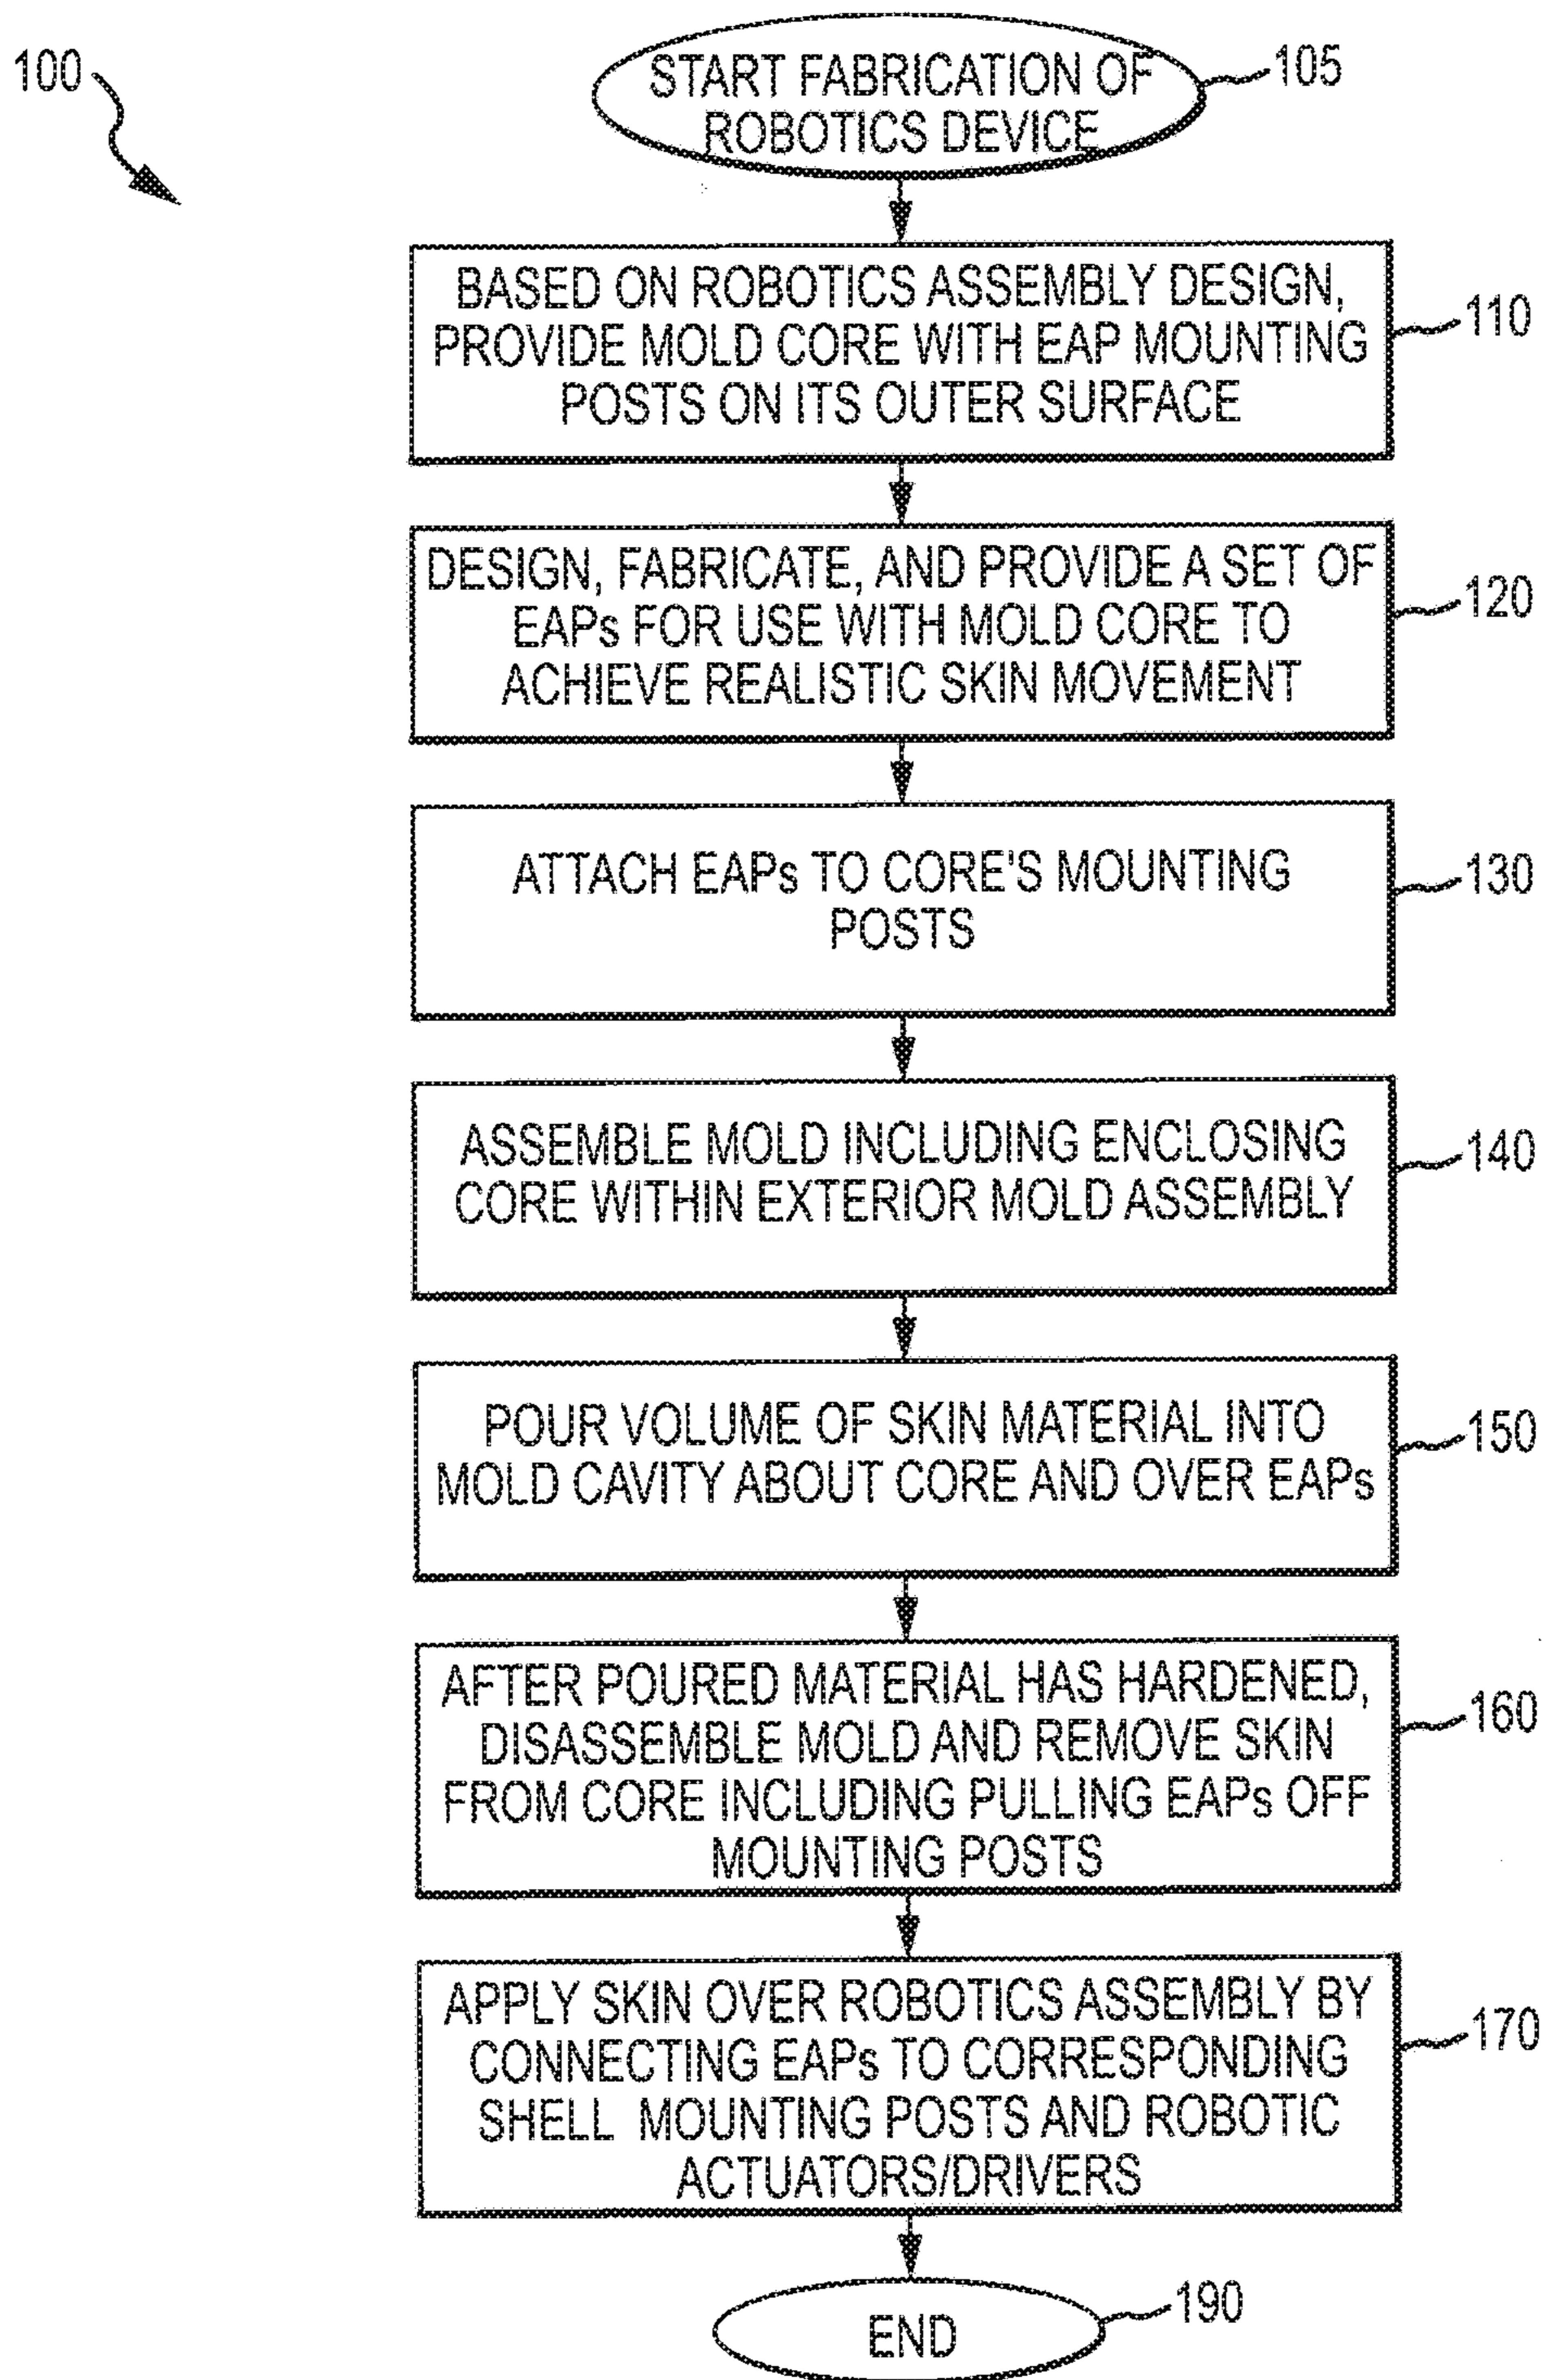 100
START FABRICATION OF
ROBOTICS DEVICE
105
BASED ON ROBOTICS ASSEMBLY DESIGN,
PROVIDE MOLD CORE WITH EAP MOUNTING
POSTS ON ITS OUTER SURFACE
110
DESIGN, FABRICATE, AND PROVIDE A SET OF
EAPs FOR USE WITH MOLD CORE TO
ACHIEVE REALISTIC SKIN MOVEMENT
120
ATTACH EAPs TO CORE'S MOUNTING
POSTS
130
ASSEMBLE MOLD INCLUDING ENCLOSING
CORE WITHIN EXTERIOR MOLD ASSEMBLY
140
POUR VOLUME OF SKIN MATERIAL INTO
MOLD CAVITY ABOUT CORE AND OVER EAPs
150
AFTER POURED MATERIAL HAS HARDENED,
DISASSEMBLE MOLD AND REMOVE SKIN
FROM CORE INCLUDING PULLING EAPs OFF
MOUNTING POSTS
160
APPLY SKIN OVER ROBOTICS ASSEMBLY BY
CONNECTING EAPs TO CORRESPONDING
SHELL MOUNTING POSTS AND ROBOTIC
ACTUATORS/DRIVERS
170
END
190